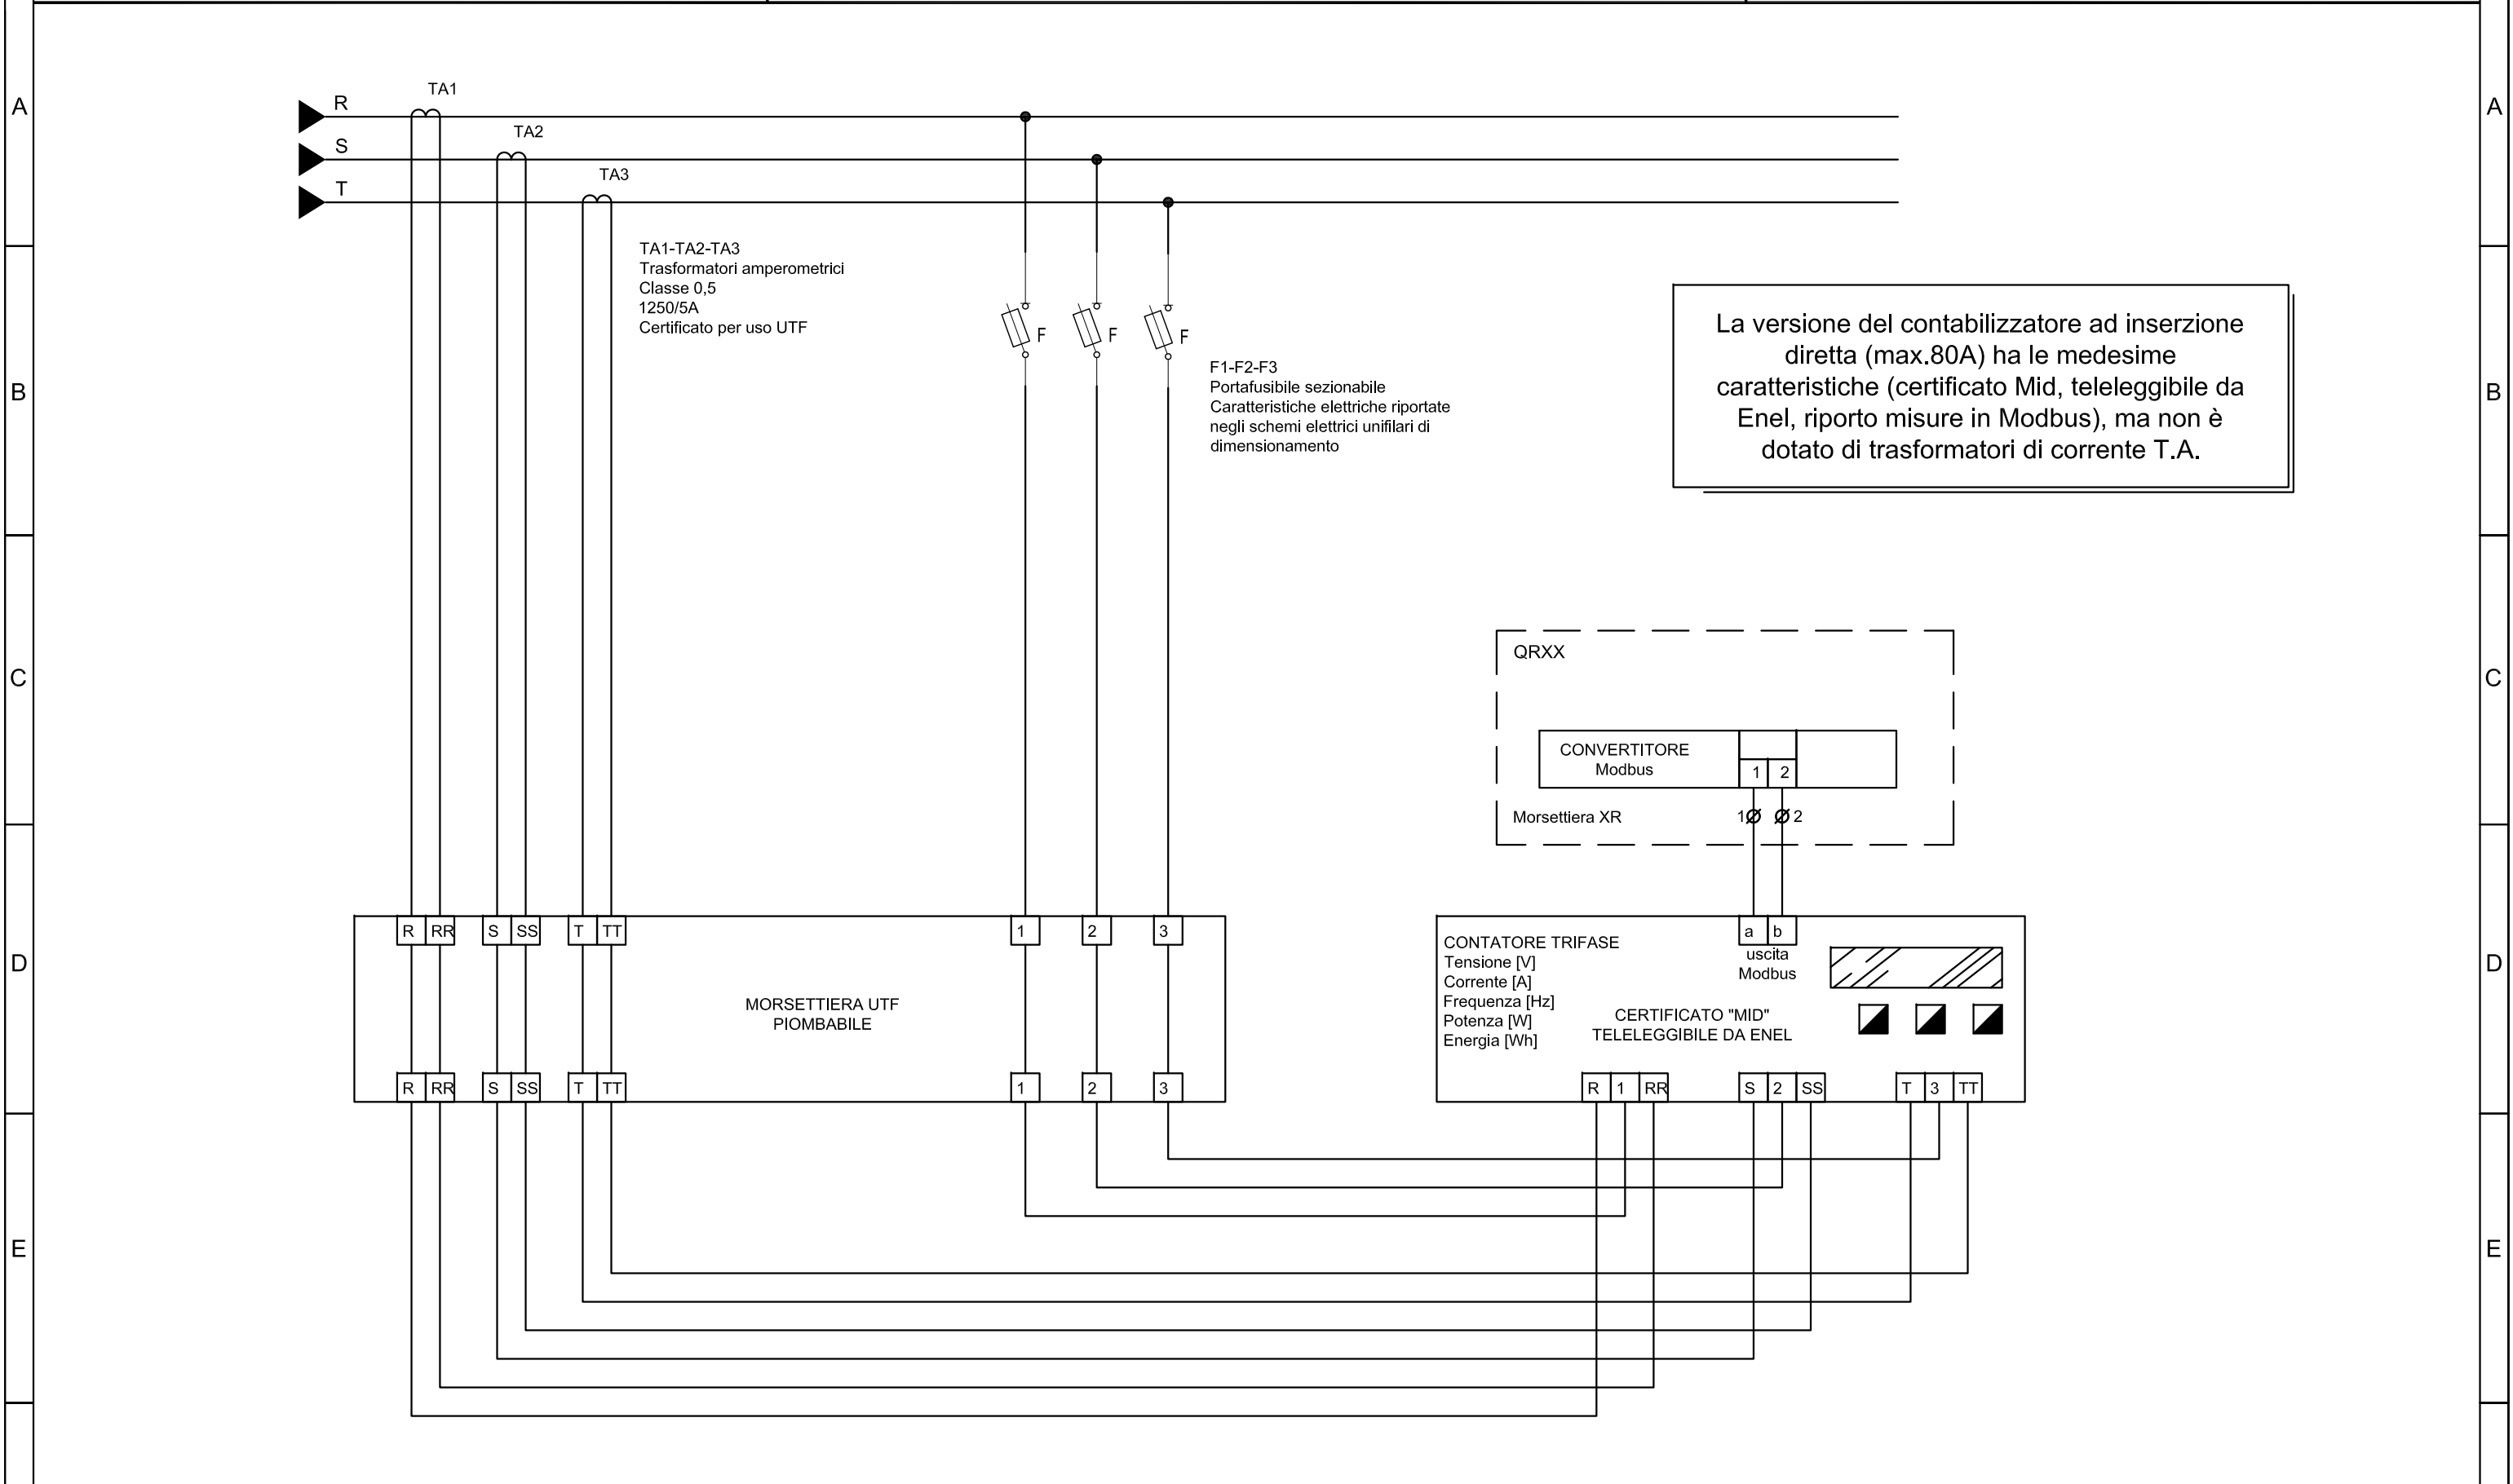 TA1
R
TA2
S
TA3
T
A
A
TA1-TA2-TA3
Trasformatori amperometrici
Classe 0,5
1250/5A
Certificato per uso UTF
F
F
F
F1-F2-F3
Portafusibile sezionabile
Caratteristiche elettriche riportate
negli schemi elettrici unifilari di
dimensionamento
La versione del contabilizzatore ad inserzione
diretta (max.80A) ha le medesime
caratteristiche (certificato Mid, teleleggibile da
Enel, riporto misure in Modbus), ma non è
dotato di trasformatori di corrente T.A.
B
B
QRXX
C
C
CONVERTITORE
Modbus
1 2
Morsettiera XR
1 2
R RR S SS T TT 1 2 3
MORSETTIERA UTF
PIOMBABILE
R RR S SS T TT 1 2 3
D
D
CONTATORE TRIFASE
Tensione [V]
Corrente [A]
Frequenza [Hz]
Potenza [W]
Energia [Wh]
a b
uscita
Modbus
CERTIFICATO "MID"
TELELEGGIBILE DA ENEL
R 1 RR S 2 SS T 3 TT
E
E